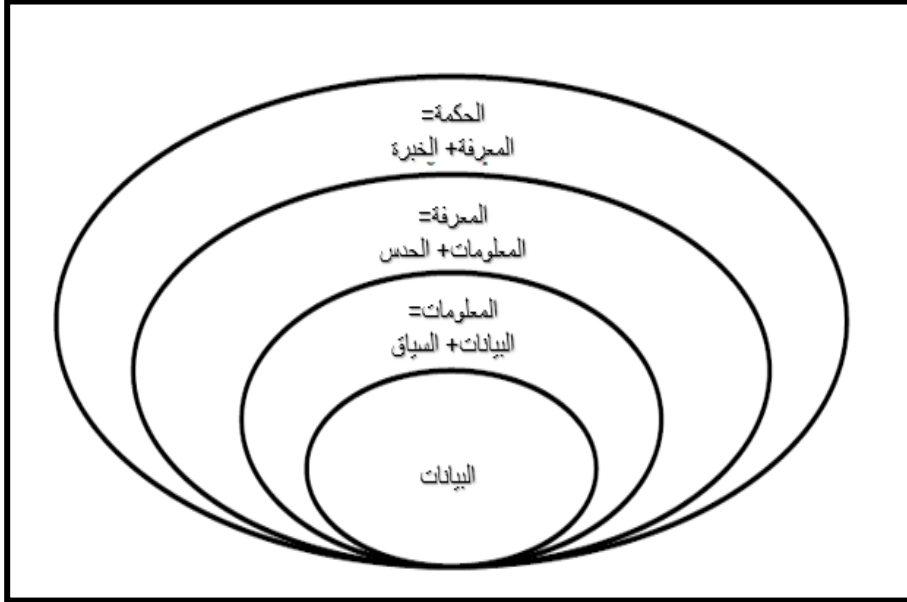 الحكمة=
المعرفة+ الخبرة
المعرفة=
المعلومات+ الحدس
المعلومات=
البيانات+ السياق
البيانات